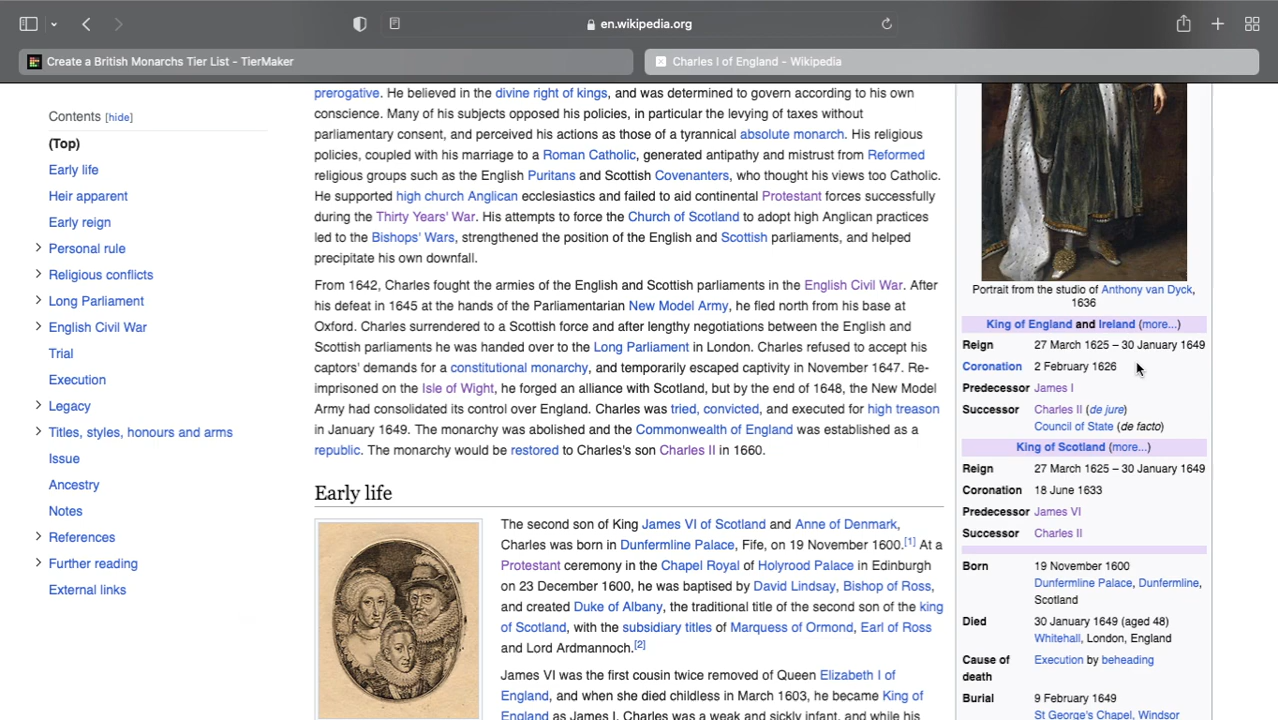 en.wikipedia.org
Create a British Monarchs Tier List - TierMaker
Charles I of England - Wikipedia
Contents [hide]
(Top)
Early life
Heir apparent
Early reign
Personal rule
Religious conflicts
Long Parliament
English Civil War
Trial
Execution
Legacy
Titles, styles, honours and arms
Issue
Ancestry
Notes
References
Further reading
External links
prerogative. He believed in the divine right of kings, and was determined to govern according to his own
conscience. Many of his subjects opposed his policies, in particular the levying of taxes without
parliamentary consent, and perceived his actions as those of a tyrannical absolute monarch. His religious
policies, coupled with his marriage to a Roman Catholic, generated antipathy and mistrust from Reformed
religious groups such as the English Puritans and Scottish Covenanters, who thought his views too Catholic.
He supported high church Anglican ecclesiastics and failed to aid continental Protestant forces successfully
during the Thirty Years' War. His attempts to force the Church of Scotland to adopt high Anglican practices
led to the Bishops' Wars, strengthened the position of the English and Scottish parliaments, and helped
precipitate his own downfall.
From 1642, Charles fought the armies of the English and Scottish parliaments in the English Civil War. After
his defeat in 1645 at the hands of the Parliamentarian New Model Army, he fled north from his base at
Oxford. Charles surrendered to a Scottish force and after lengthy negotiations between the English and
Scottish parliaments he was handed over to the Long Parliament in London. Charles refused to accept his
captors' demands for a constitutional monarchy, and temporarily escaped captivity in November 1647. Re-
imprisoned on the Isle of Wight, he forged an alliance with Scotland, but by the end of 1648, the New Model
Army had consolidated its control over England. Charles was tried, convicted, and executed for high treason
in January 1649. The monarchy was abolished and the Commonwealth of England was established as a
republic. The monarchy would be restored to Charles's son Charles II in 1660.
Early life
The second son of King James VI of Scotland and Anne of Denmark,
Charles was born in Dunfermline Palace, Fife, on 19 November 1600.[1] At a
Protestant ceremony in the Chapel Royal of Holyrood Palace in Edinburgh
on 23 December 1600, he was baptised by David Lindsay, Bishop of Ross,
and created Duke of Albany, the traditional title of the second son of the king
of Scotland, with the subsidiary titles of Marquess of Ormond, Earl of Ross
and Lord Ardmannoch.[2]
James VI was the first cousin twice removed of Queen Elizabeth I of
England, and when she died childless in March 1603, he became King of
England as James I. Charles was a weak and sickly infant, and while his
Portrait from the studio of Anthony van Dyck,
1636
King of England and Ireland (more...)
Reign 27 March 1625 – 30 January 1649
Coronation 2 February 1626
Predecessor James I
Successor Charles II (de jure)
Council of State (de facto)
King of Scotland (more...)
Reign 27 March 1625 – 30 January 1649
Coronation 18 June 1633
Predecessor James VI
Successor Charles II
Born 19 November 1600
Dunfermline Palace, Dunfermline,
Scotland
Died 30 January 1649 (aged 48)
Whitehall, London, England
Cause of Execution by beheading
death
Burial 9 February 1649
St George's Chapel, Windsor